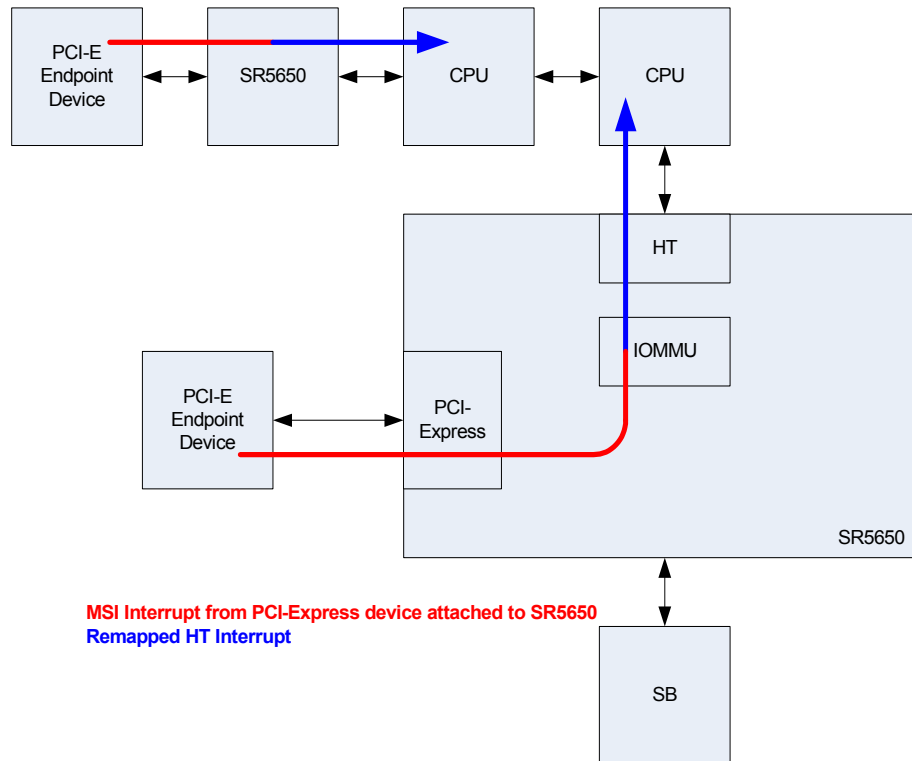 PCI-E
Endpoint
Device
SR5650
CPU
CPU
HT
IOMMU
PCI-E
Endpoint
Device
PCI-
Express
SR5650
MSI Interrupt from PCI-Express device attached to SR5650
Remapped HT Interrupt
SB